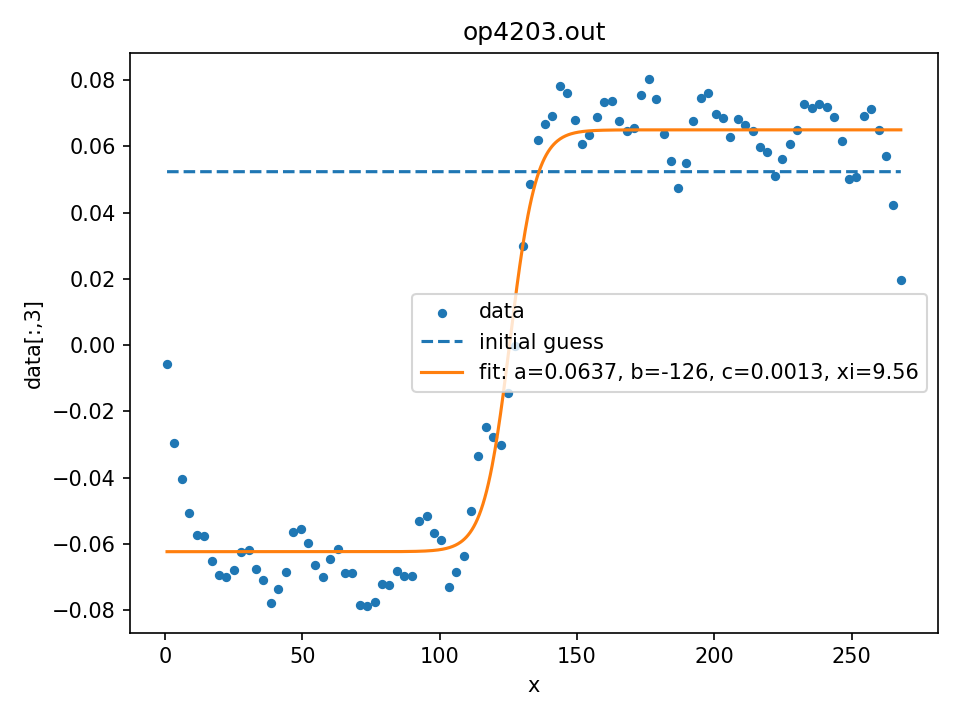 op4203.out
0.08
0.06
0.04
0.02
0.00
−0.02
−0.04
−0.06
−0.08
data[:,3]
data
initial guess
fit: a=0.0637, b=-126, c=0.0013, xi=9.56
0 50 100 150 200 250
x